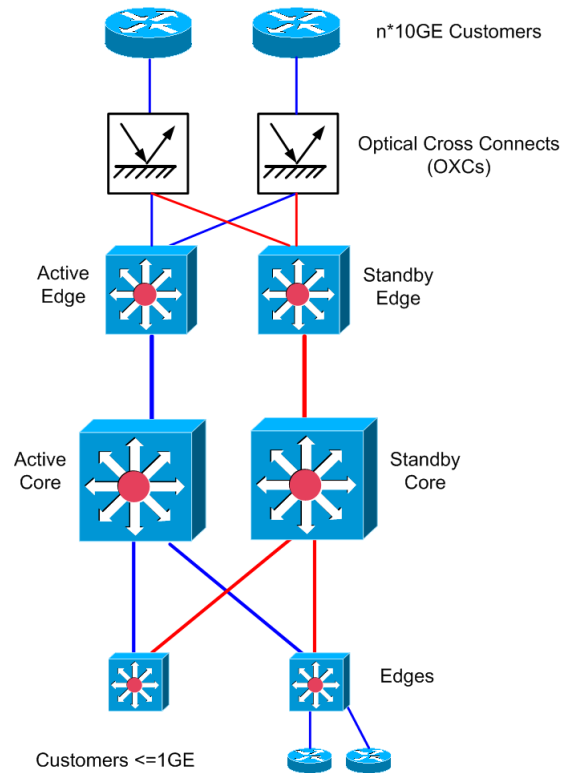 n*10GE Customers
Optical Cross Connects
(OXCs)
Active
Edge
Standby
Edge
Active
Core
Standby
Core
Edges
Customers <=1GE